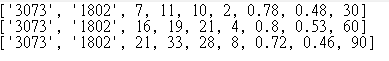 ['3073', '1802', 7, 11, 10, 2, 0.78, 0.48, 30]
['3073', '1802', 16, 19, 21, 4, 0.8, 0.53, 60]
['3073', '1802', 21, 33, 28, 8, 0.72, 0.46, 90]